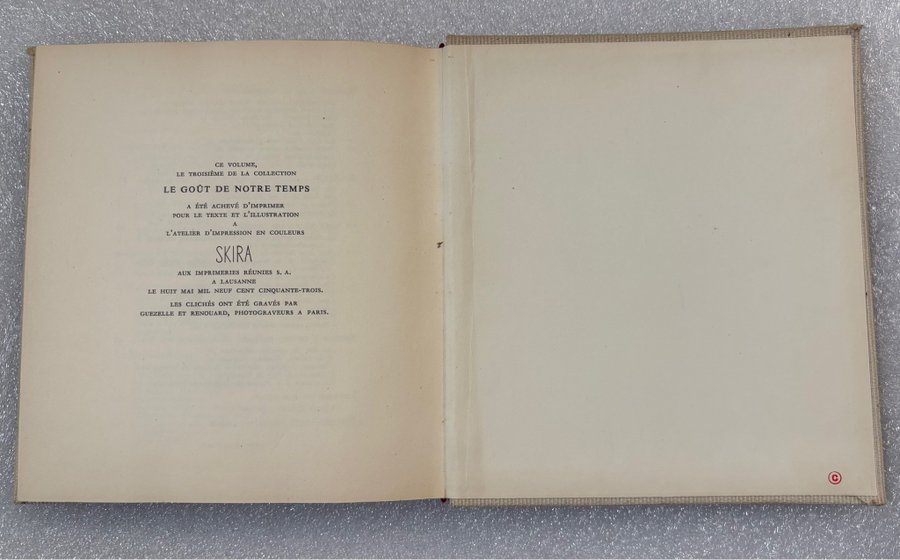 CE VOLUME,
LE TROISIÈME DE LA COLLECTION
LE GOÛT DE NOTRE TEMPS
A ÉTÉ ACHEVÉ D'IMPRIMER
POUR LE TEXTE ET L'ILLUSTRATION
A
L'ATELIER D'IMPRESSION EN COULEURS
SKIRA
AUX IMPRIMERIES RÉUNIES S. A.
A LAUSANNE
LE HUIT MAI MIL NEUF CENT CINQUANTE-TROIS.
LES CLICHÉS ONT ÉTÉ GRAVÉS PAR
GUEZELLE ET RENOUARD, PHOTOGRAVEURS A PARIS.
©